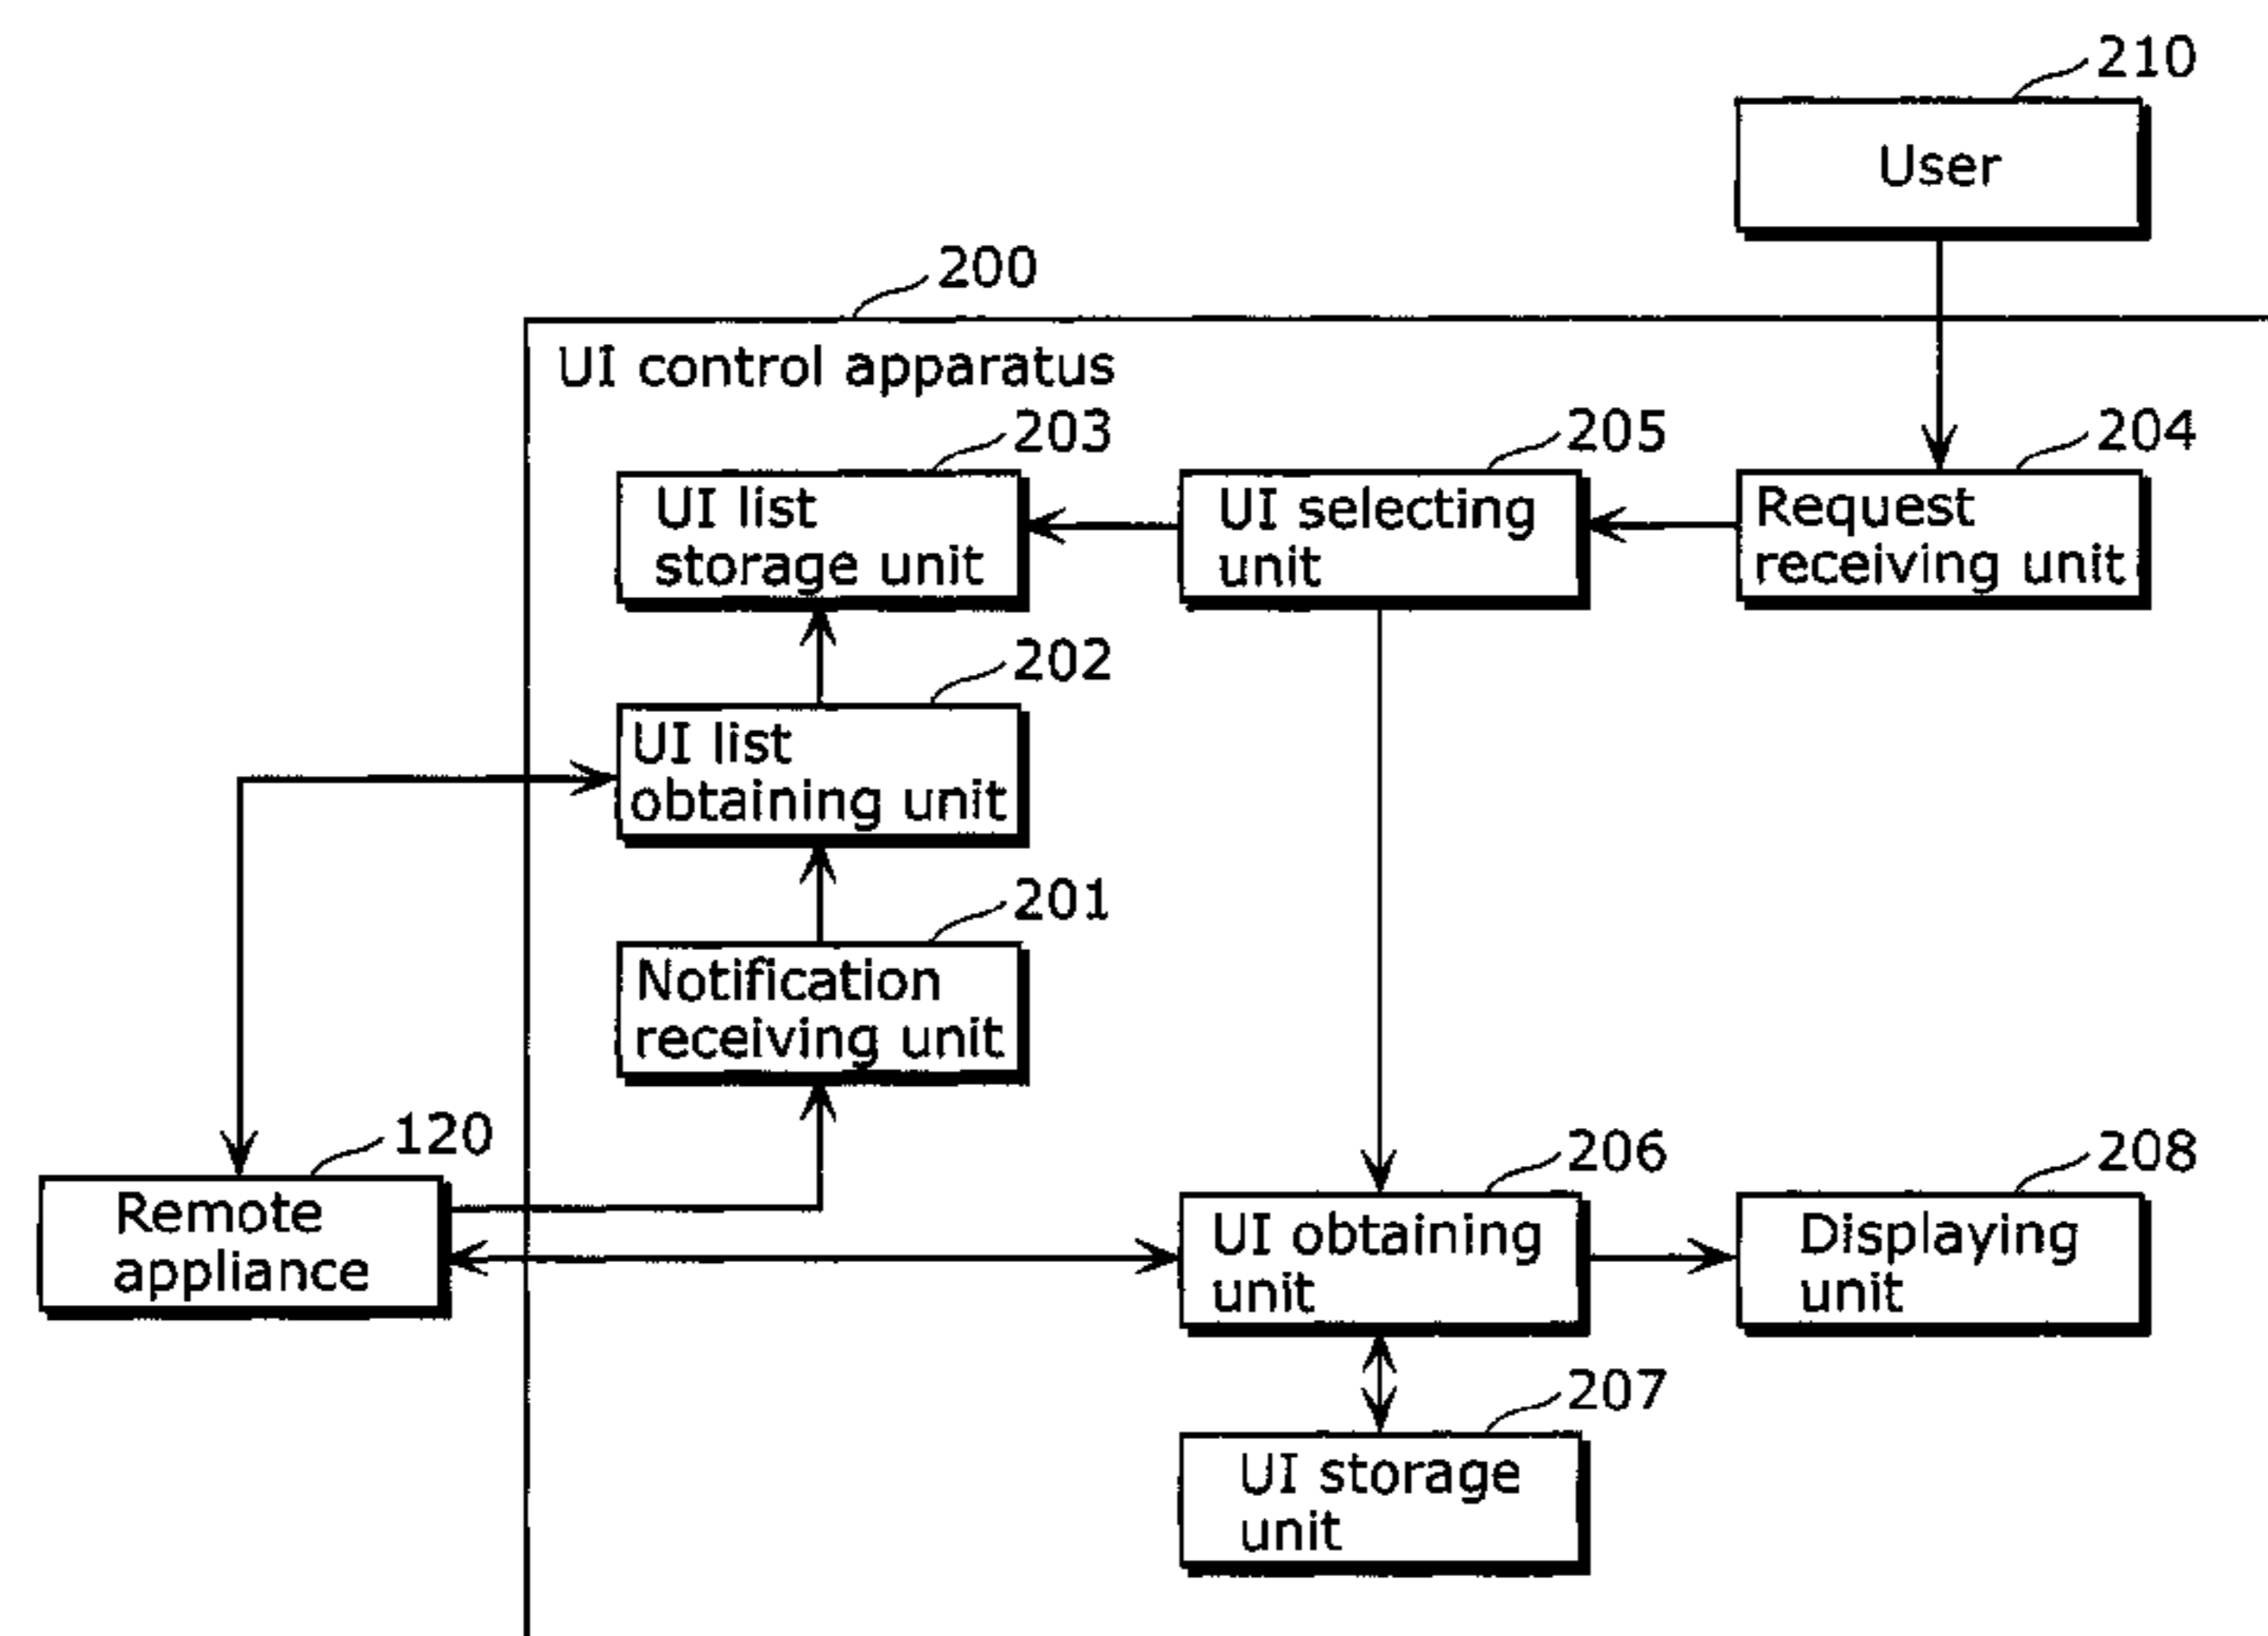 210
User
200
UI control apparatus
203
205
204
UI list
storage unit
UI selecting
unit
Request
receiving unit
202
UI list
obtaining unit
201
Notification
receiving unit
120
206
208
Remote
appliance
UI obtaining
unit
Displaying
unit
207
UI storage
unit